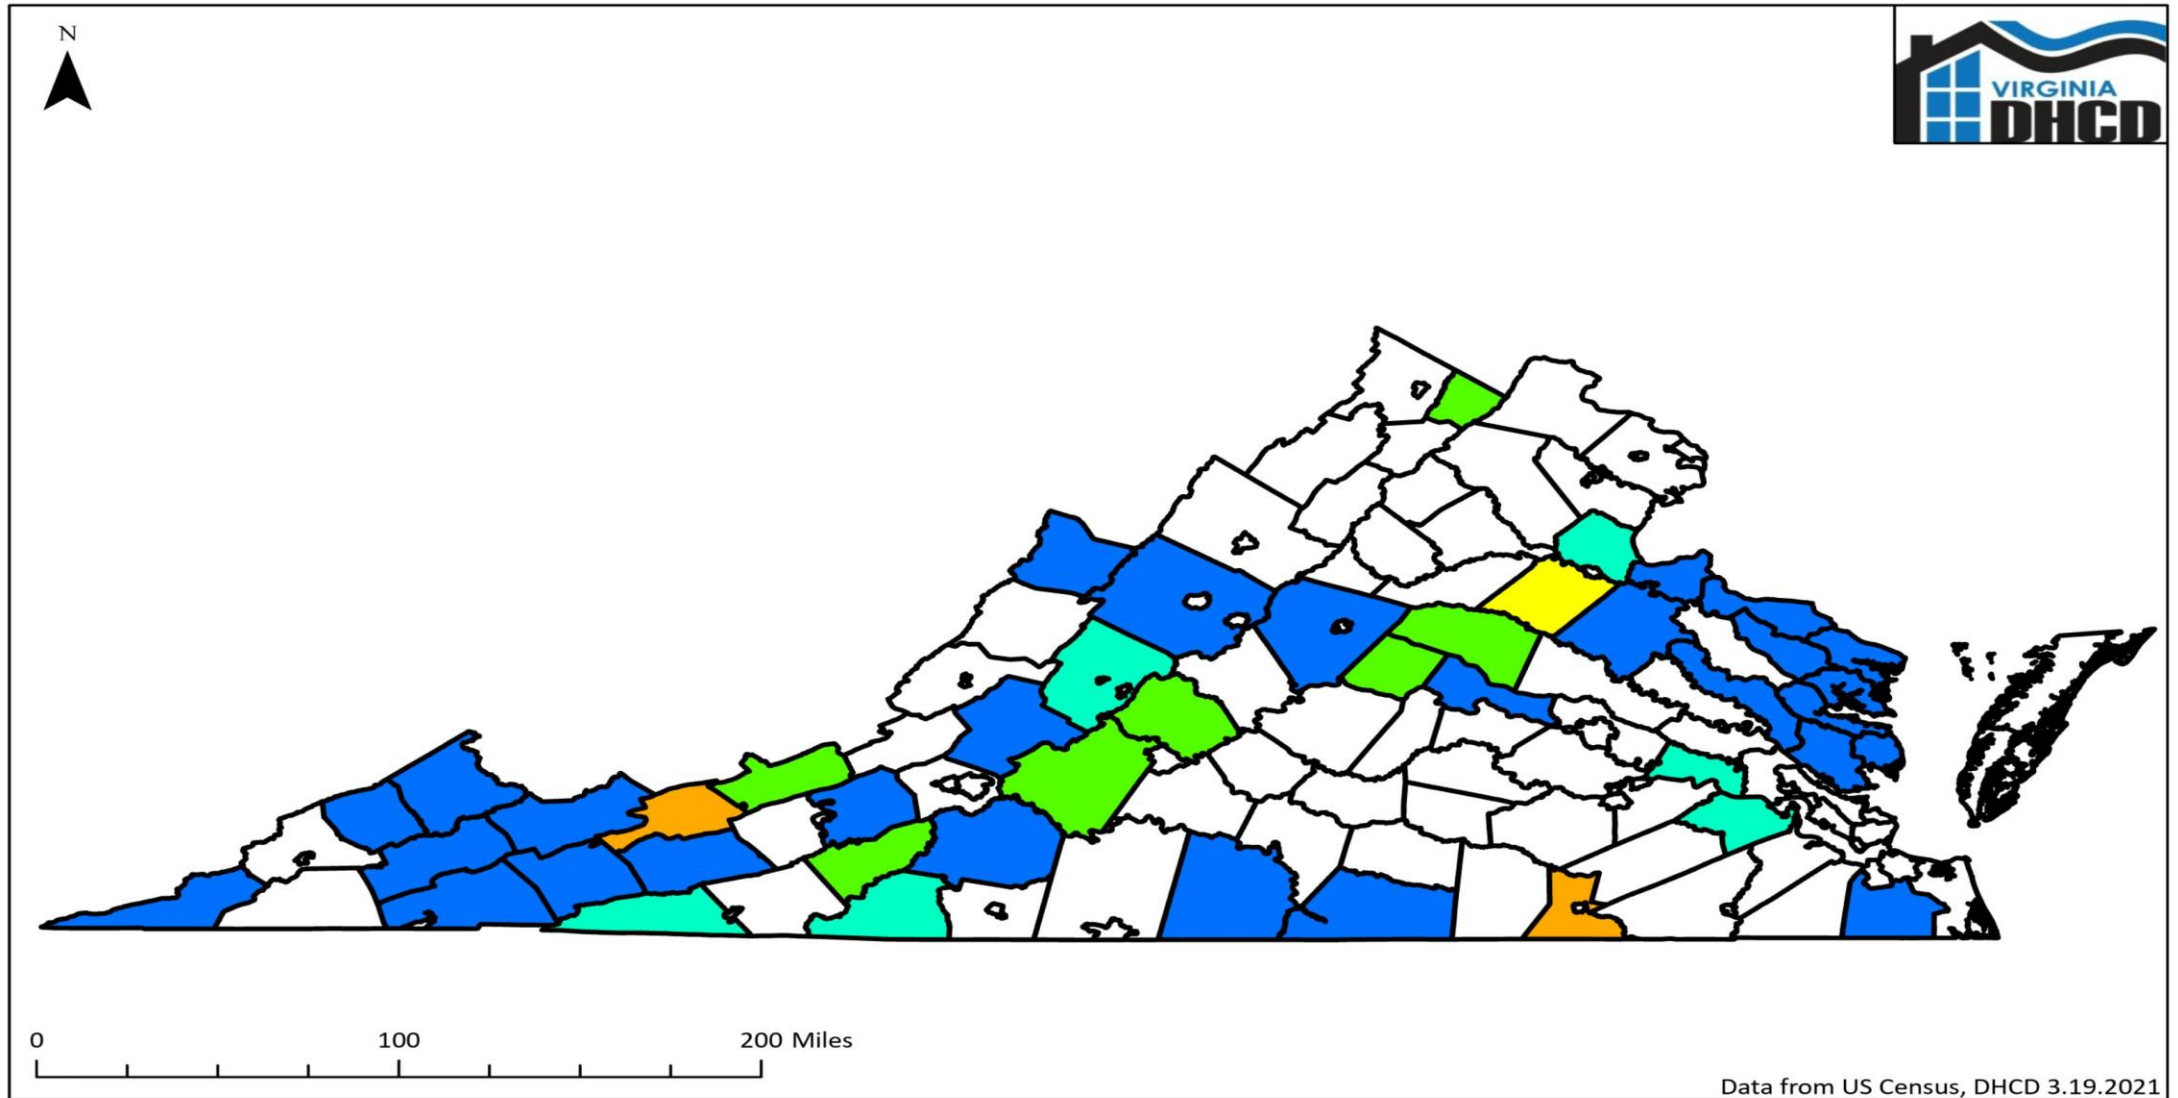 N
VIRGINIA
DHCD
0 100 200 Miles
Data from US Census, DHCD 3.19.2021